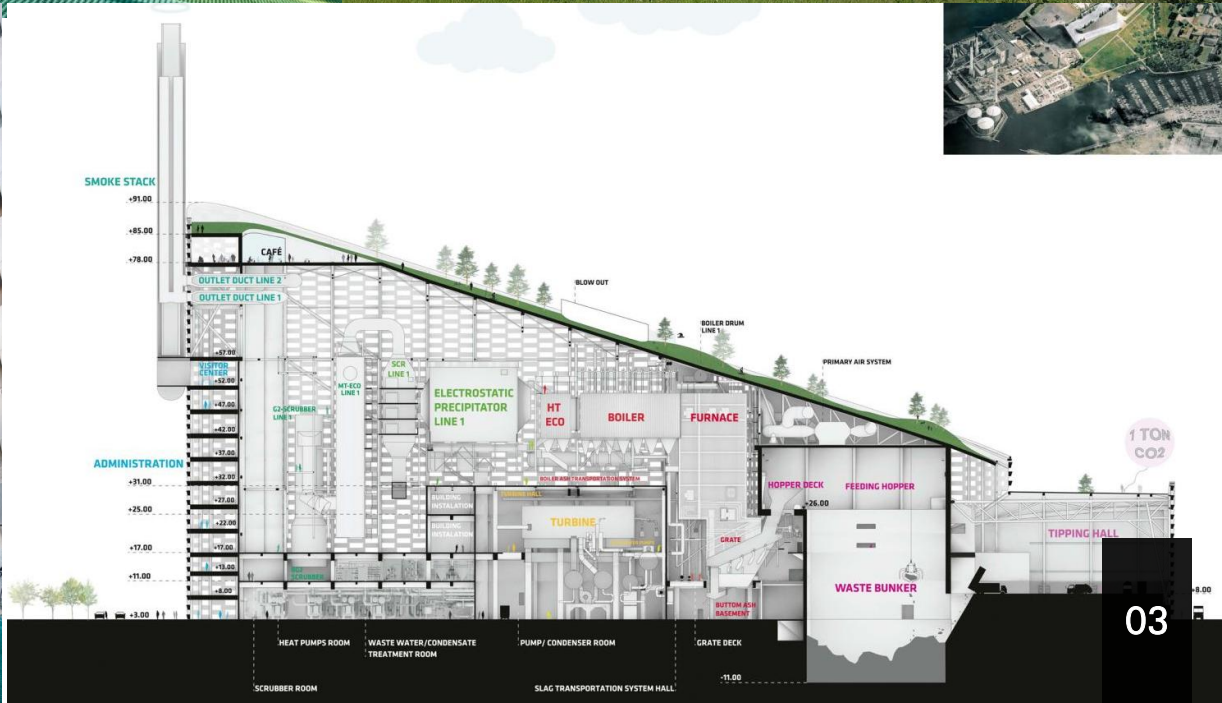 SMOKE STACK
+91.00
+85.00
+78.00
CAFÉ
OUTLET DUCT LINE 2
OUTLET DUCT LINE 1
BLOW OUT
BOILER DRUM
LINE 1
PRIMARY AIR SYSTEM
+57.00
VISITOR
CENTER
+52.00
+47.00
+42.00
+37.00
ADMINISTRATION
+32.00
+31.00
+27.00
+25.00
+22.00
+17.00
+17.00
+13.00
+11.00
+8.00
+3.00
G2-SCRUBBER
LINE 1
MT-ECO
LINE 1
SCR
LINE 1
ELECTROSTATIC
PRECIPITATOR
LINE 1
HT
ECO
BOILER
FURNACE
BOILER ASH TRANSPORTATION SYSTEM
TURBINE HALL
BUILDING
INSTALATION
BUILDING
INSTALATION
TURBINE
SCRUBBER
HOPPER DECK
FEEDING HOPPER
+26.00
GRATE
WASTE BUNKER
BUTTOM ASH
BASEMENT
1 TON
CO2
TIPPING HALL
+8.00
03
HEAT PUMPS ROOM
WASTE WATER/CONDENSATE
TREATMENT ROOM
PUMP/ CONDENSER ROOM
GRATE DECK
SCRUBBER ROOM
SLAG TRANSPORTATION SYSTEM HALL
-11.00